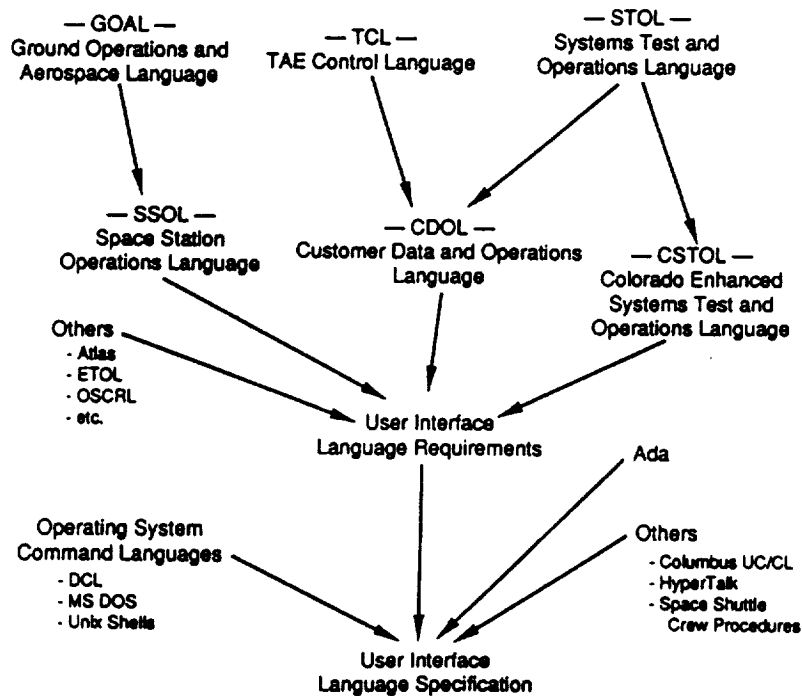 — GOAL —
Ground Operations and
Aerospace Language
— TCL —
TAE Control Language
— STOL —
Systems Test and
Operations Language
— SSOL —
Space Station
Operations Language
— CDOL —
Customer Data and Operations
Language
— CSTOL —
Colorado Enhanced
Systems Test and
Operations Language
Others
- Atlas
- ETOL
- OSCRL
- etc.
User Interface
Language Requirements
Ada
Operating System
Command Languages
- DCL
- MS DOS
- Unix Shells
Others
- Columbus UC/CL
- HyperTalk
- Space Shuttle
Crew Procedures
User Interface
Language Specification